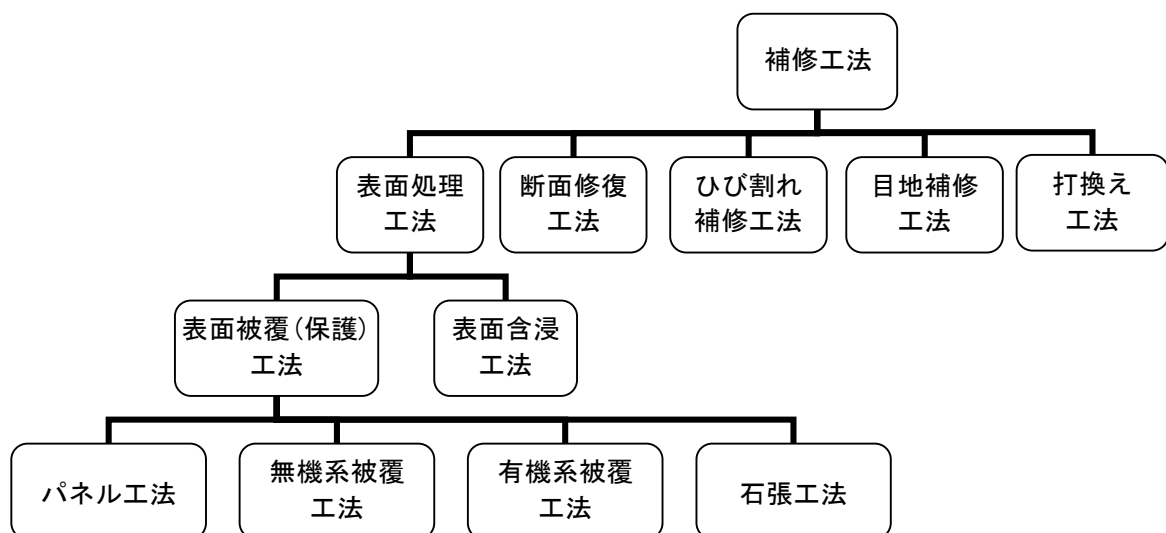 補修工法
表面処理
工法
断面修復
工法
ひび割れ
補修工法
目地補修
工法
打換え
工法
表面被覆(保護)
工法
表面含浸
工法
パネル工法
無機系被覆
工法
有機系被覆
工法
石張工法